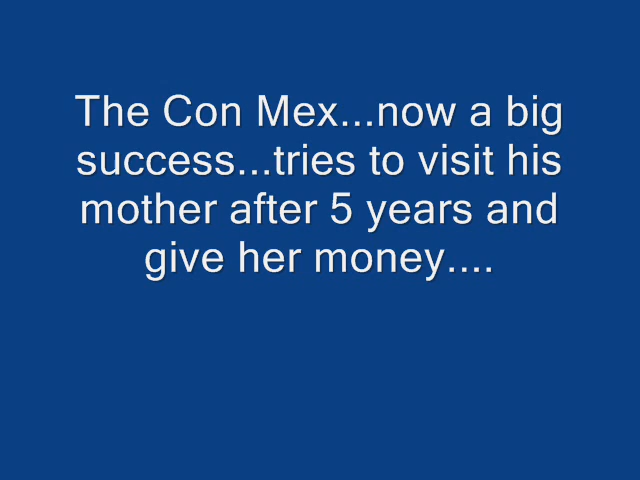 The Con Mex...now a big
success...tries to visit his
mother after 5 years and
give her money....